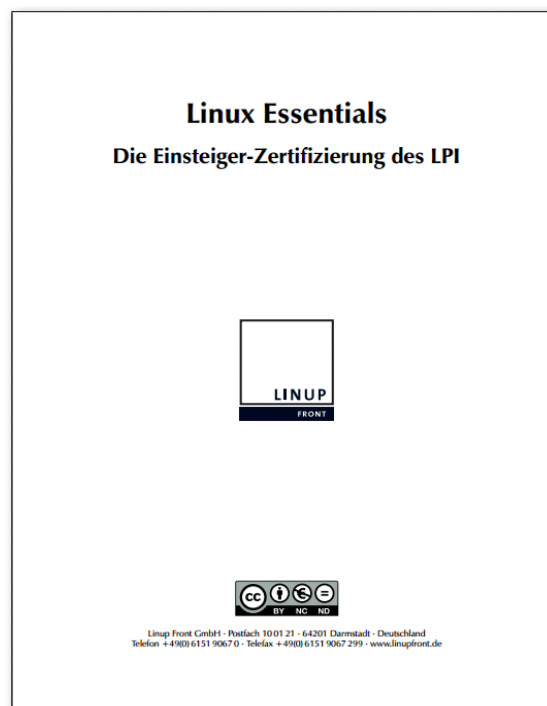 Linux Essentials
Die Einsteiger-Zertifizierung des LPI
LINUP
FRONT
cc
BY NC ND
Linup Front GmbH · Postfach 10 01 21 · 64201 Darmstadt · Deutschland
Telefon +49(0) 6151 9067 0 · Telefax +49(0) 6151 9067 299 · www.linupfront.de